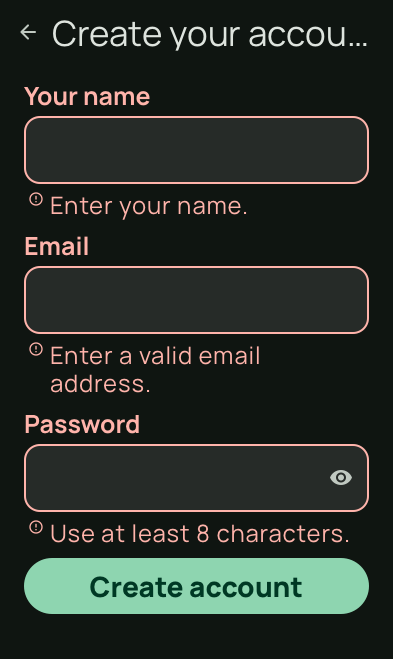 Create your accou...
Your name
Enter your name.
Email
Enter a valid email
address.
Password
Use at least 8 characters.
Create account